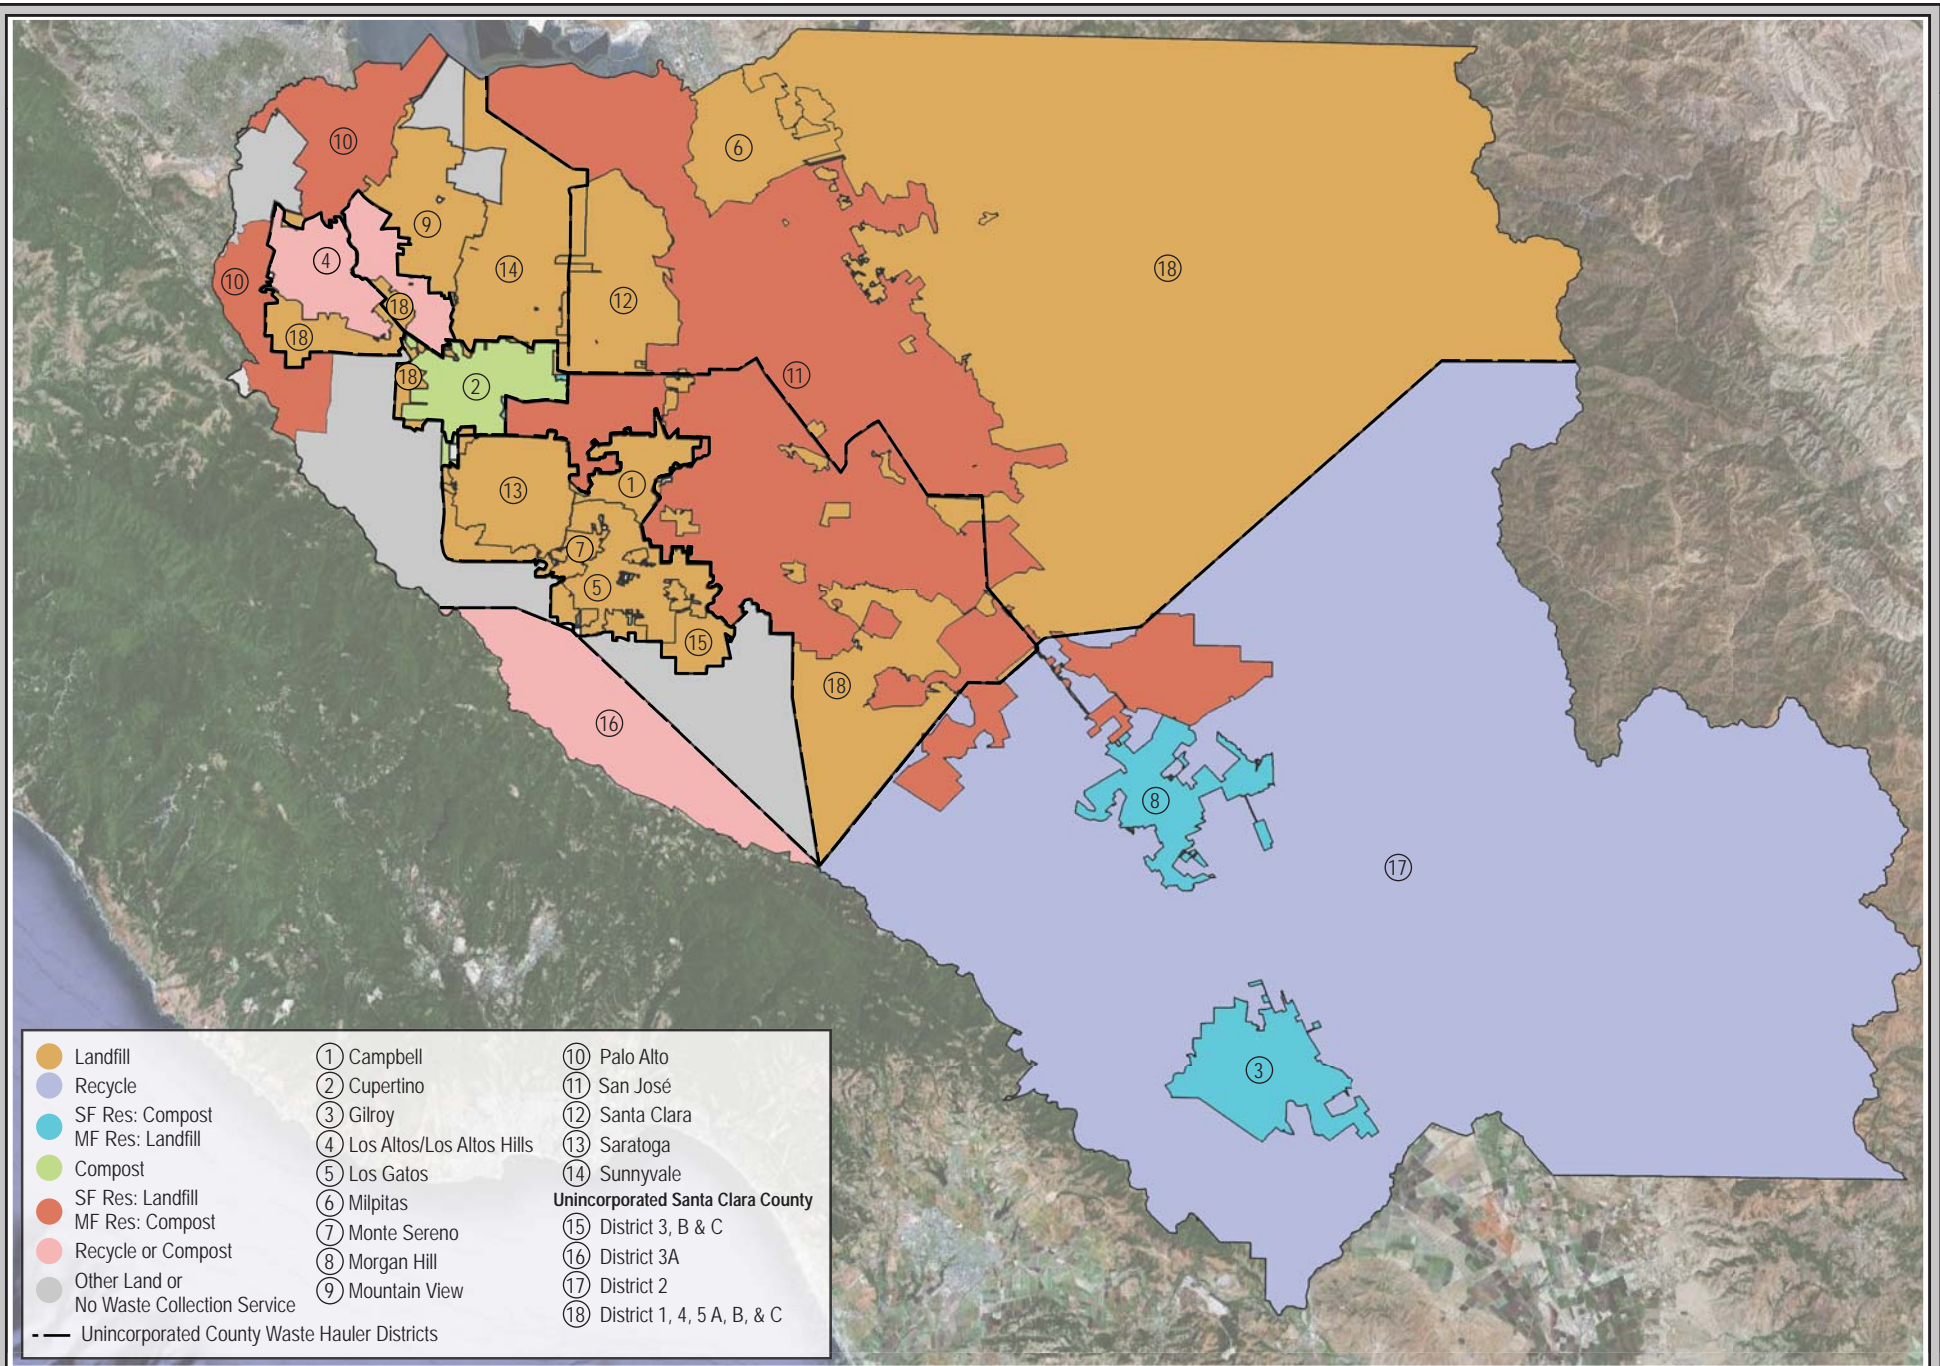 10
6
9
4
10
14
18
18
12
18
11
18
2
13
1
7
5
15
18
16
8
17
3
Landfill
Recycle
SF Res: Compost
MF Res: Landfill
Compost
SF Res: Landfill
MF Res: Compost
Recycle or Compost
Other Land or
No Waste Collection Service
Unincorporated County Waste Hauler Districts
1 Campbell
2 Cupertino
3 Gilroy
4 Los Altos/Los Altos Hills
5 Los Gatos
6 Milpitas
7 Monte Sereno
8 Morgan Hill
9 Mountain View
10 Palo Alto
11 San José
12 Santa Clara
13 Saratoga
14 Sunnyvale
Unincorporated Santa Clara County
15 District 3, B & C
16 District 3A
17 District 2
18 District 1, 4, 5 A, B, & C